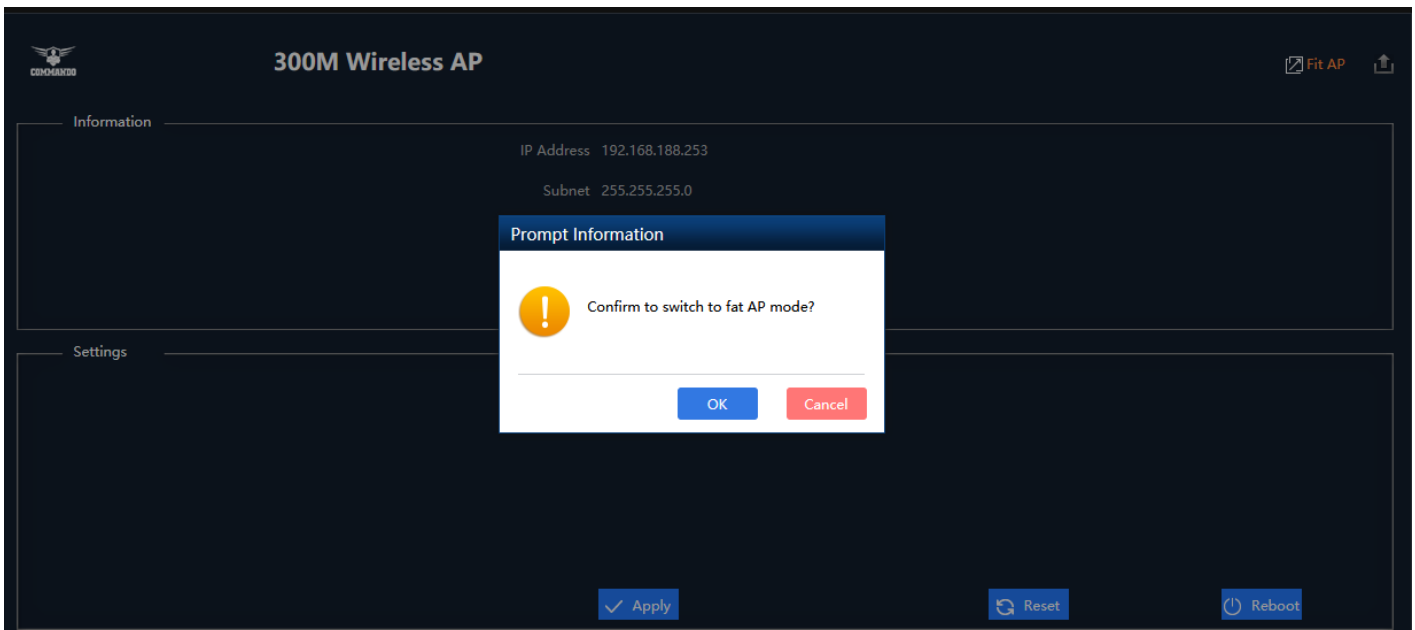 COMMANDO
300M Wireless AP
Fit AP
Information
IP Address 192.168.188.253
Subnet 255.255.255.0
Prompt Information
Confirm to switch to fat AP mode?
OK Cancel
Settings
Apply Reset Reboot